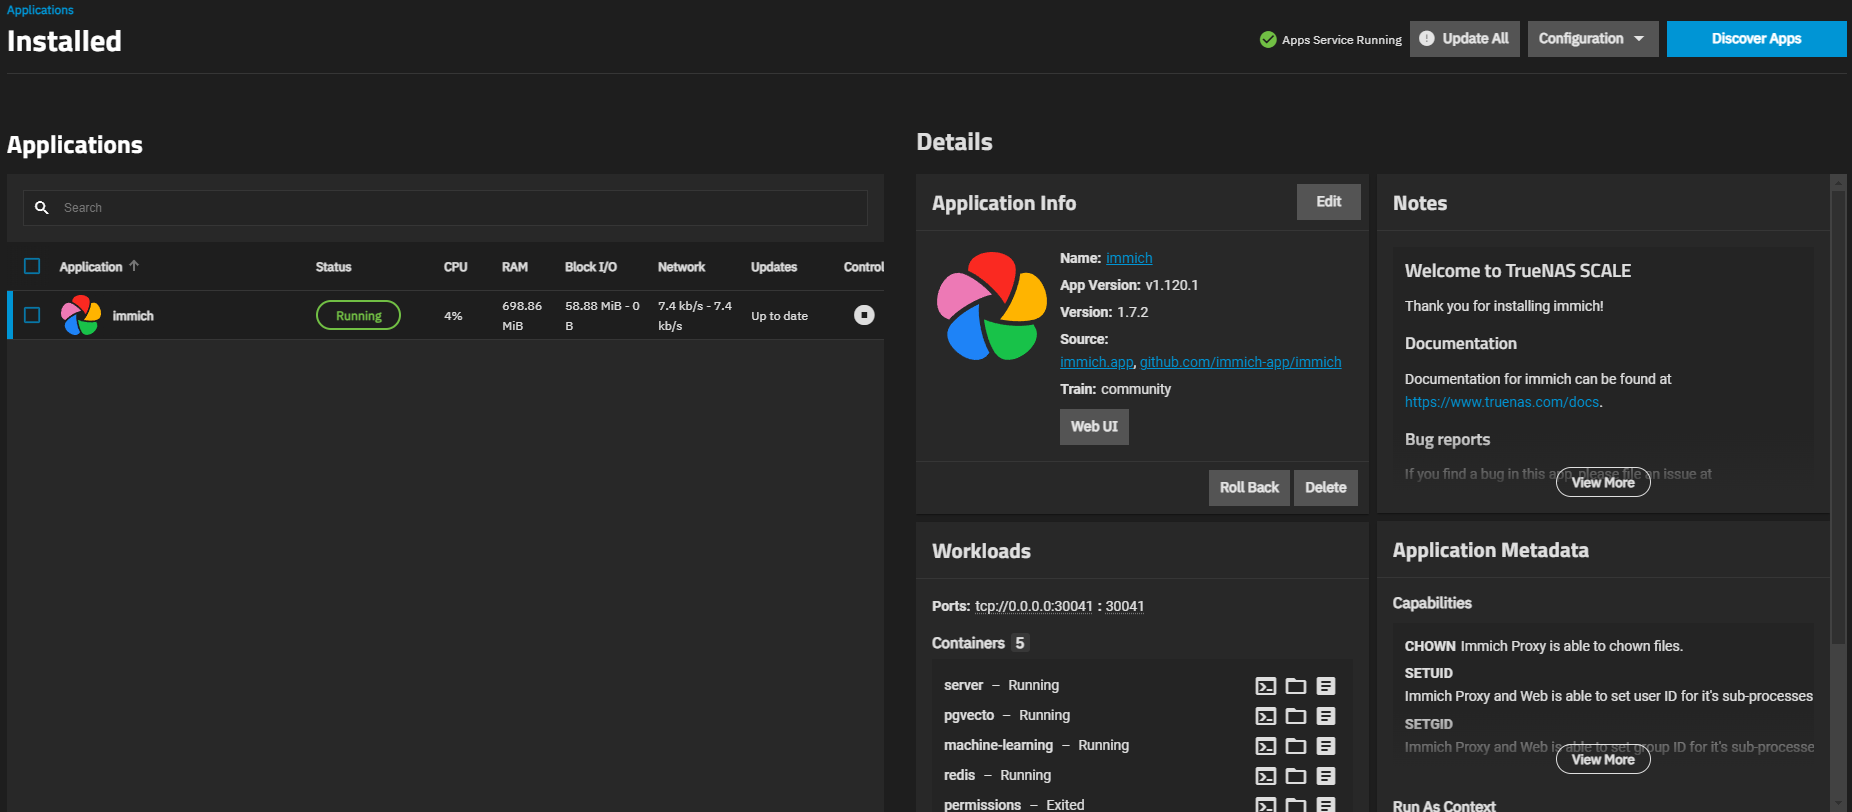 Applications
Installed
Apps Service Running
Update All
Configuration
Discover Apps
Applications
Search
Application Status CPU RAM Block I/O Network Updates Control
immich Running 4% 698.86 MiB 58.88 MiB - 0 B 7.4 kb/s - 7.4 kb/s Up to date
Details
Application Info
Edit
Name: immich
App Version: v1.120.1
Version: 1.7.2
Source:
immich.app, github.com/immich-app/immich
Train: community
Web UI
Roll Back
Delete
Workloads
Ports: tcp://0.0.0.0:30041 : 30041
Containers 5
server – Running
pgvecto – Running
machine-learning – Running
redis – Running
permissions – Exited
Notes
Welcome to TrueNAS SCALE
Thank you for installing immich!
Documentation
Documentation for immich can be found at
https://www.truenas.com/docs.
Bug reports
If you find a bug in this app, please file an issue at
View More
Application Metadata
Capabilities
CHOWN Immich Proxy is able to chown files.
SETUID
Immich Proxy and Web is able to set user ID for it's sub-processes
SETGID
Immich Proxy and Web is able to set group ID for it's sub-processe
View More
Run As Context